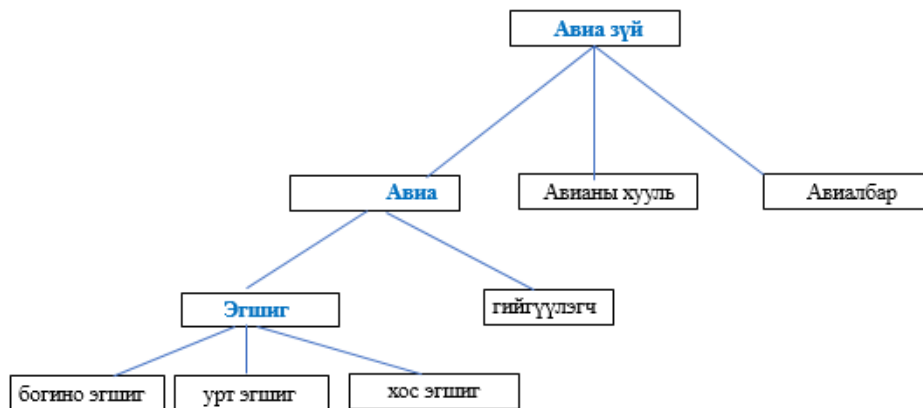 Авиа зүй
Авиа
Авианы хууль
Авиалбар
Эгшиг
гийгүүлэгч
богино эгшиг
урт эгшиг
хос эгшиг